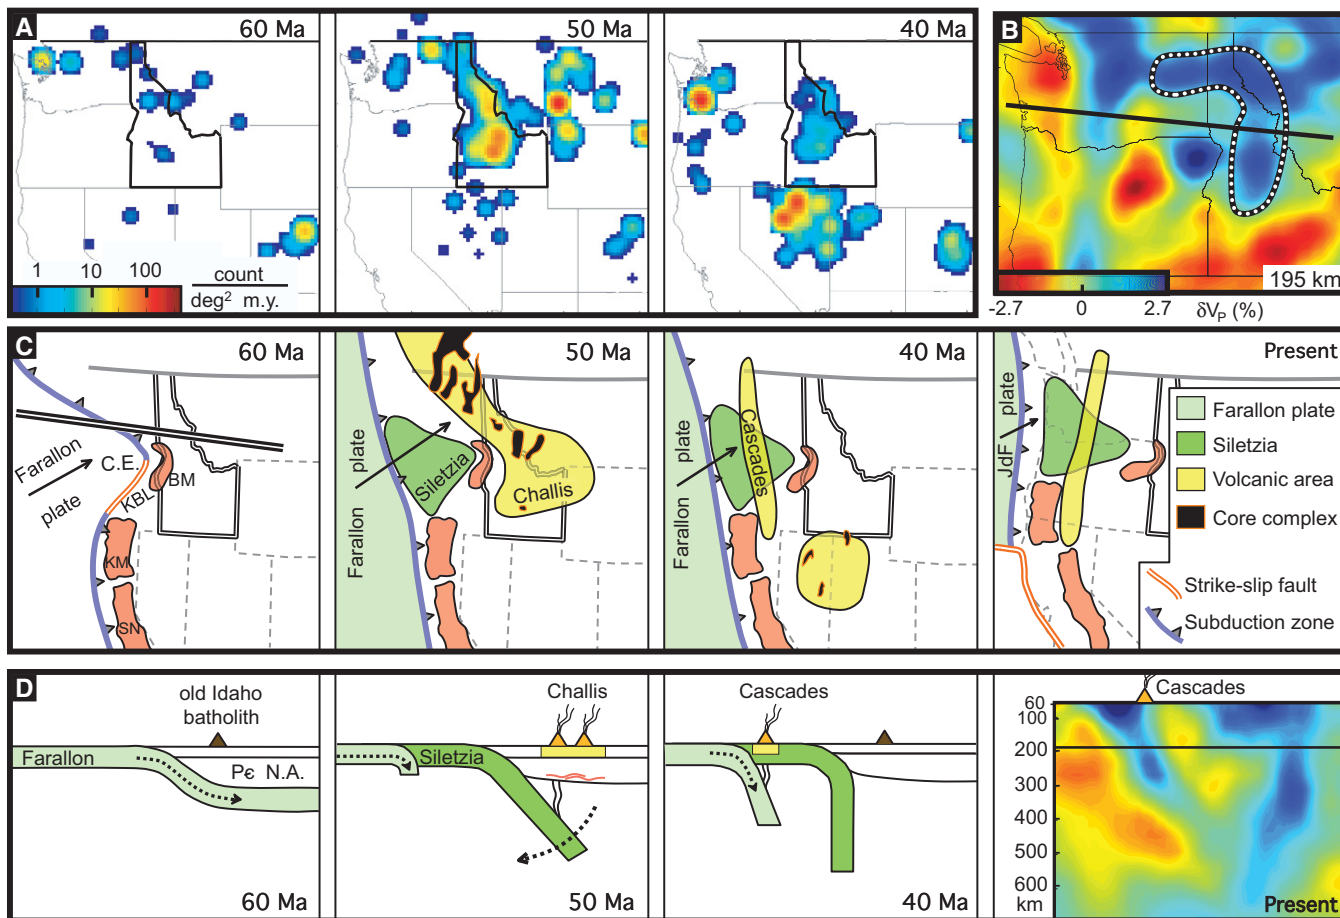 A
60 Ma
50 Ma
40 Ma
1 10 100
count
deg² m.y.
B
195 km
-2.7 0 2.7
δVP (%)
C
60 Ma
Farallon
plate
C.E.
KBL
BM
KM
SN
50 Ma
Farallon plate
Siletzia
Challis
40 Ma
Farallon plate
Cascades
Present
JdF plate
Farallon plate
Siletzia
Volcanic area
Core complex
Strike-slip fault
Subduction zone
D
old Idaho
batholith
Farallon
P€ N.A.
60 Ma
Challis
Siletzia
50 Ma
Cascades
40 Ma
Cascades
60
100
200
300
400
500
600
km
Present